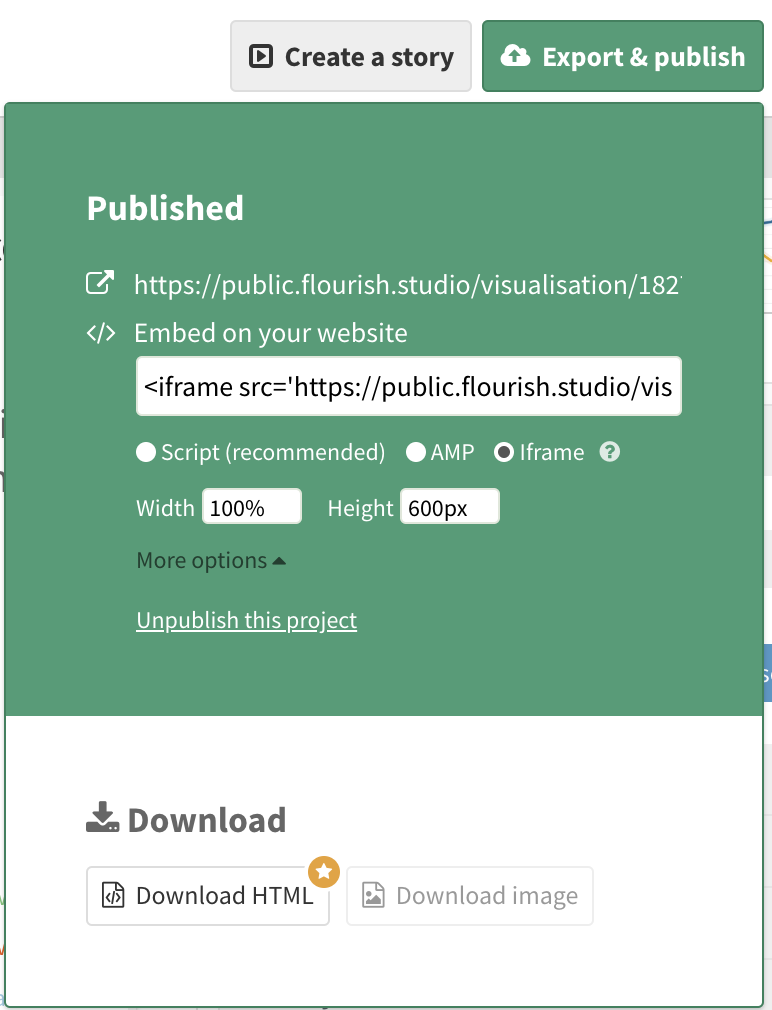 Create a story
Export & publish
Published
https://public.flourish.studio/visualisation/182
</> Embed on your website
<iframe src='https://public.flourish.studio/vis
Script (recommended) AMP Iframe ?
Width 100% Height 600px
More options
Unpublish this project
Download
Download HTML
Download image